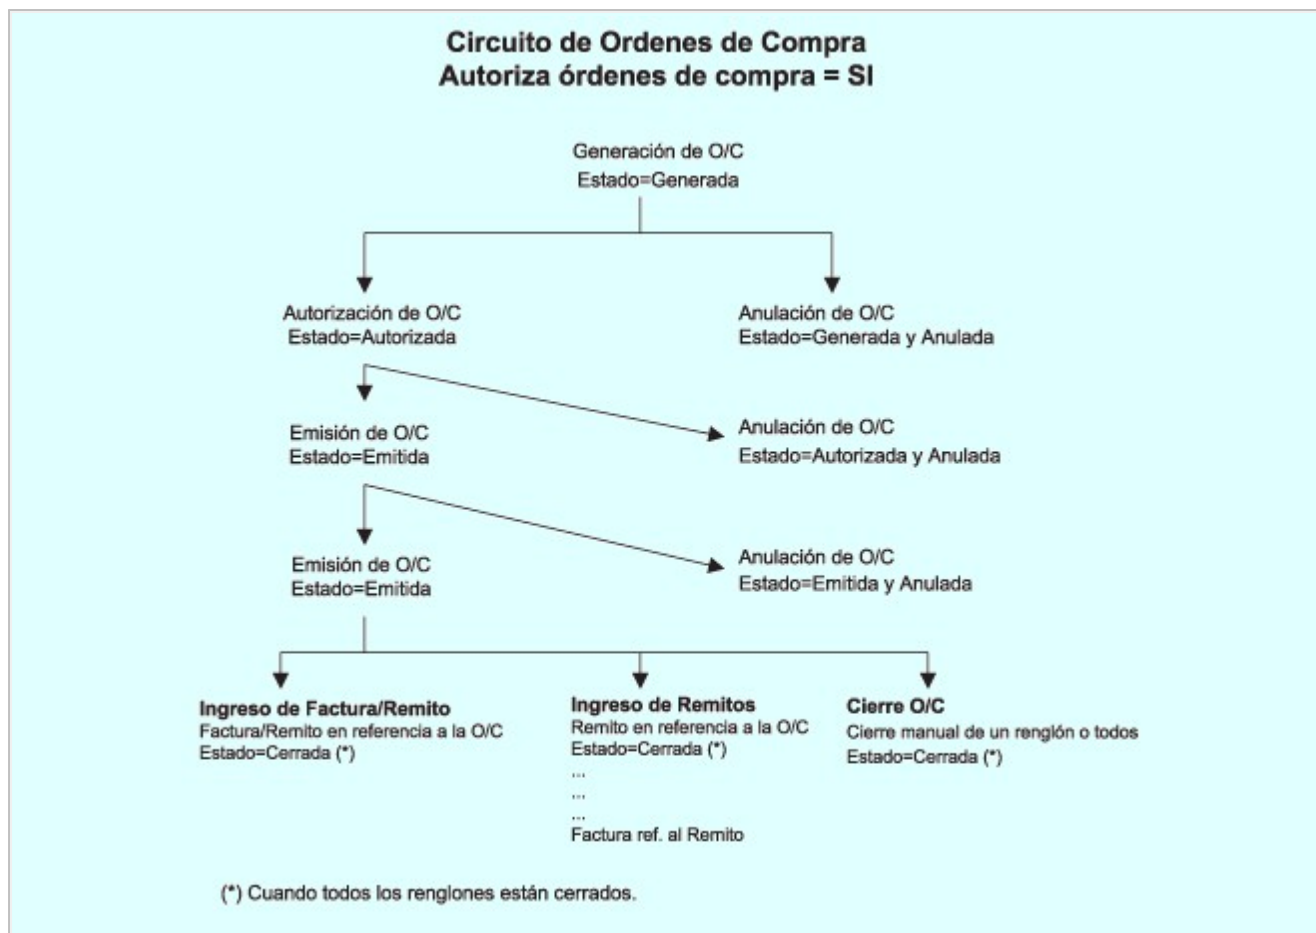 Circuito de Ordenes de Compra
Autoriza órdenes de compra = SI
Generación de O/C
Estado=Generada
Autorización de O/C
Estado=Autorizada
Anulación de O/C
Estado=Generada y Anulada
Emisión de O/C
Estado=Emitida
Anulación de O/C
Estado=Autorizada y Anulada
Emisión de O/C
Estado=Emitida
Anulación de O/C
Estado=Emitida y Anulada
Ingreso de Factura/Remito
Factura/Remito en referencia a la O/C
Estado=Cerrada (*)
Ingreso de Remitos
Remito en referencia a la O/C
Estado=Cerrada (*)
...
...
...
Factura ref. al Remito
Cierre O/C
Cierre manual de un renglón o todos
Estado=Cerrada (*)
(*) Cuando todos los renglones están cerrados.